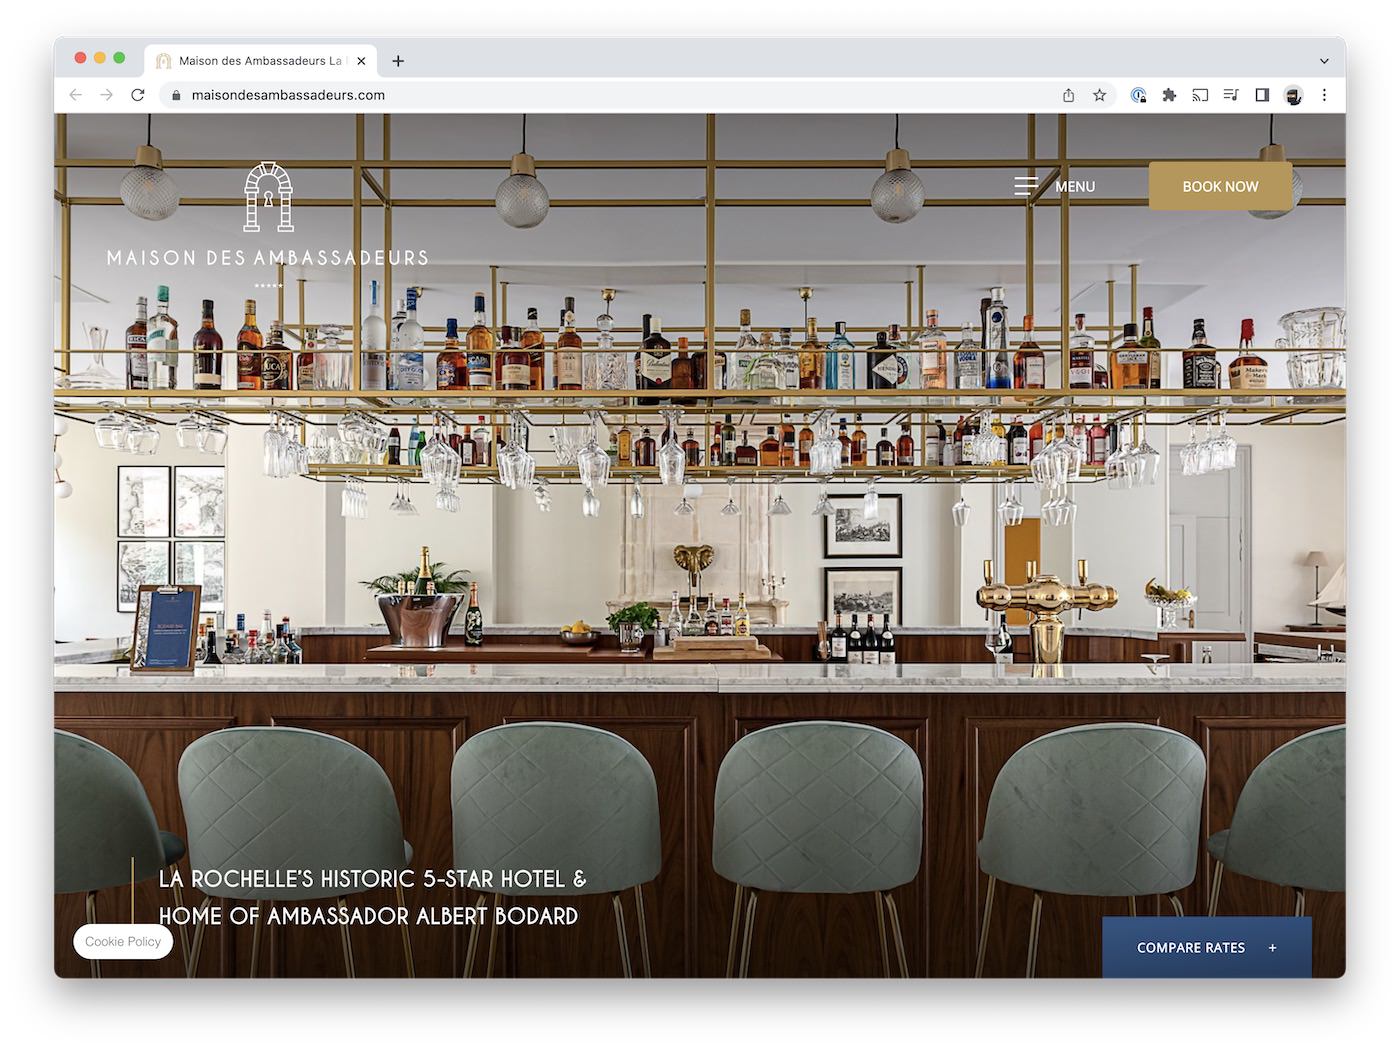 Maison des Ambassadeurs La
maisondesambassadeurs.com
MENU
BOOK NOW
MAISON DES AMBASSADEURS
LA ROCHELLE'S HISTORIC 5-STAR HOTEL &
HOME OF AMBASSADOR ALBERT BODARD
Cookie Policy
COMPARE RATES +